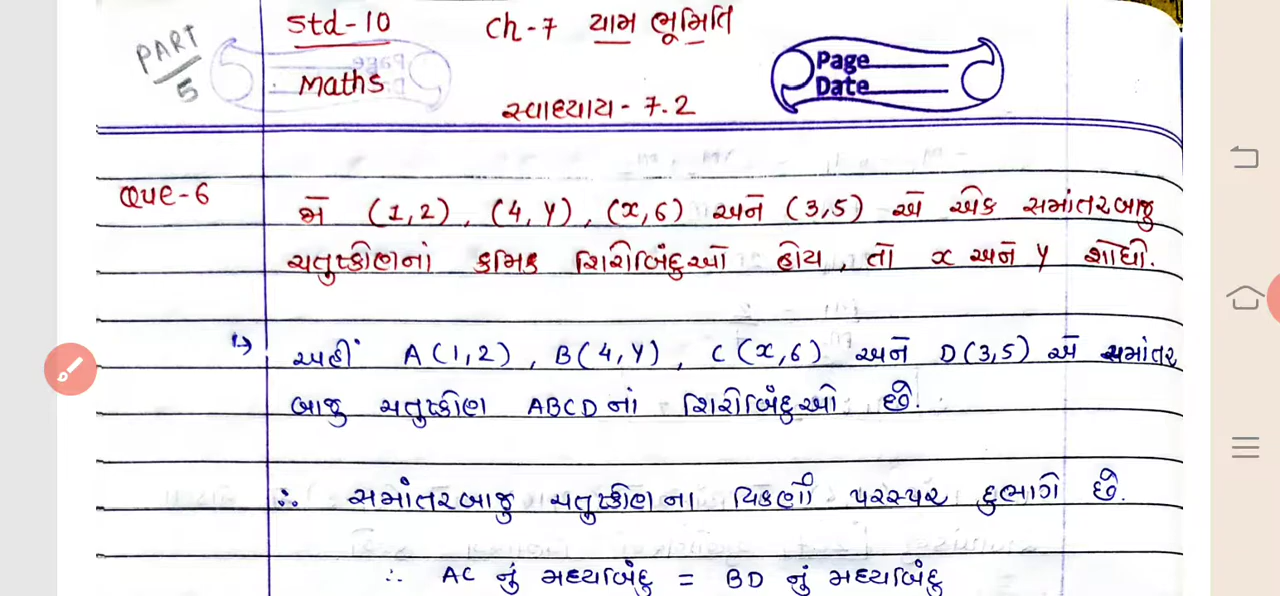 PART 5
Std-10 Ch-7 યામ ભૂમિતિ
Maths
Page
Date
સ્વાધ્યાય - 7.2
Que-6 જો (1,2), (4,y), (x,6) અને (3,5) એ એક સમાંતરબાજુ
ચતુષ્કોણનાં ક્રમિક શિરોબિંદુઓ હોય, તો x અને y શોધો.
→ અહીં A(1,2), B(4,y), C(x,6) અને D(3,5) એ સમાંતર
બાજુ ચતુષ્કોણ ABCD નાં શિરોબિંદુઓ છે.
∴ સમાંતરબાજુ ચતુષ્કોણના વિકર્ણો પરસ્પર દુભાગે છે.
∴ AC નું મધ્યબિંદુ = BD નું મધ્યબિંદુ